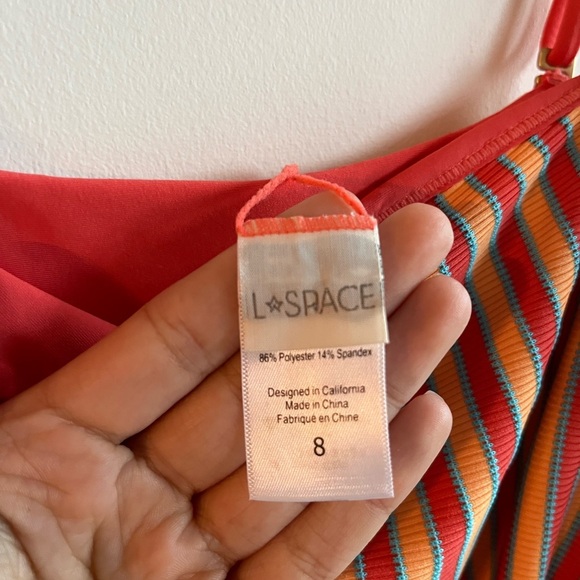 L☆SPACE
86% Polyester 14% Spandex
Designed in California
Made in China
Fabriqué en Chine
8